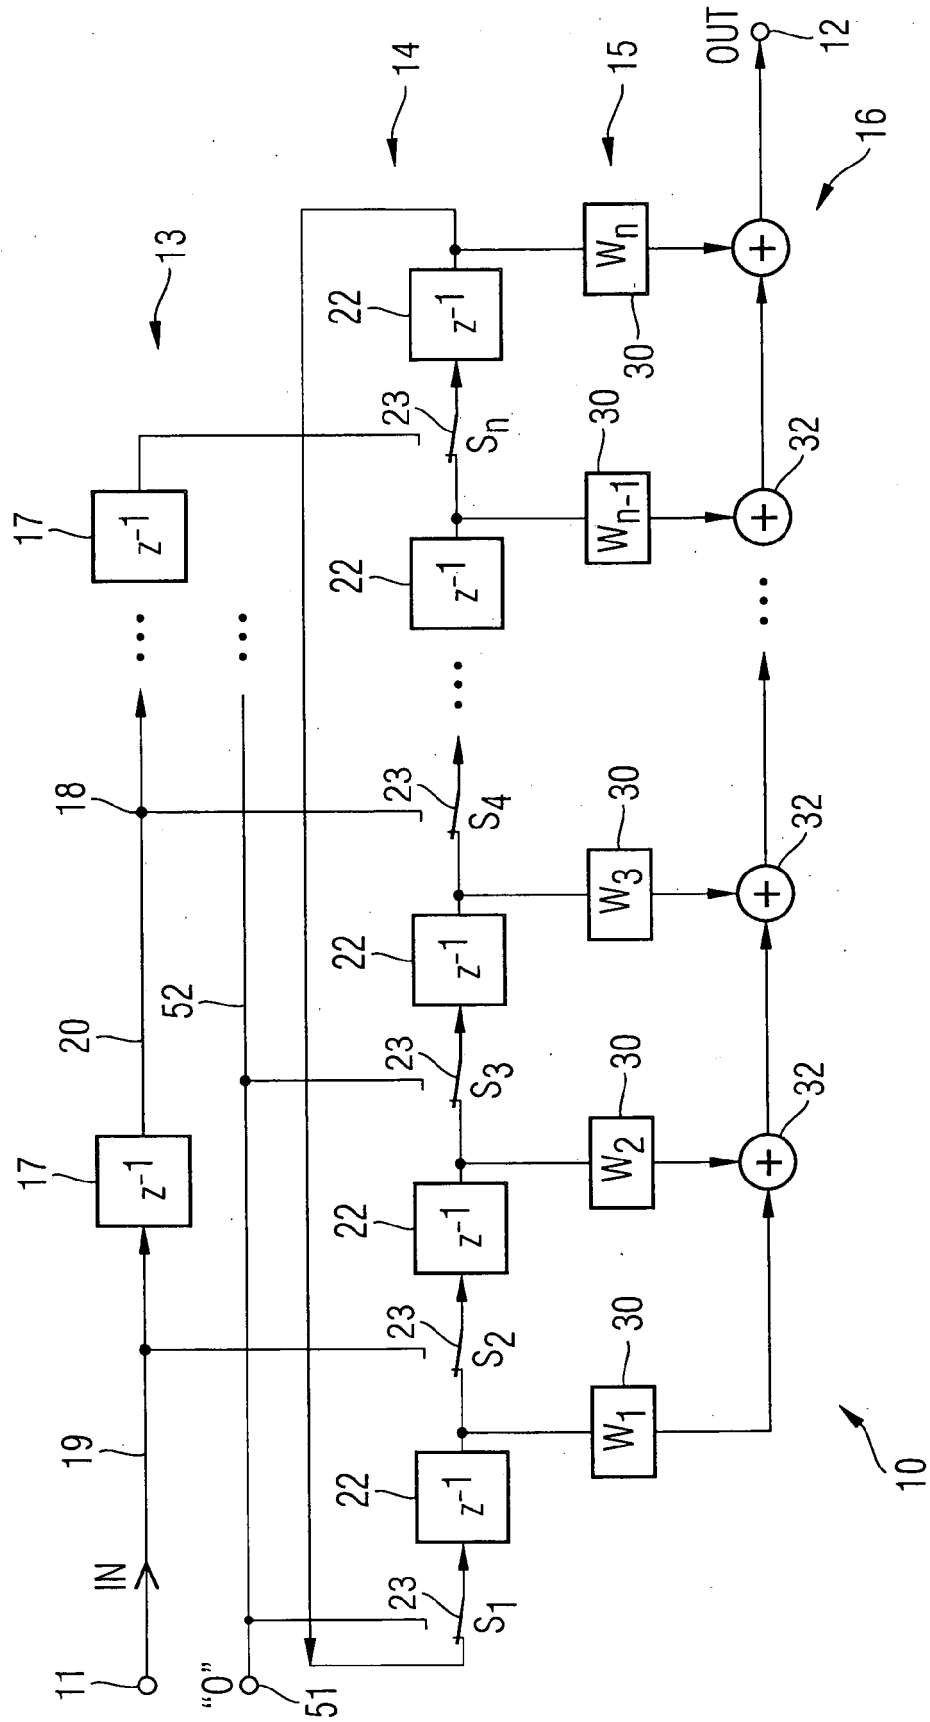 13
17
17
18
20
19
IN
11
52
"0"
51
14
22
22
22
22
22
23
23
23
23
23
z⁻¹
z⁻¹
z⁻¹
z⁻¹
z⁻¹
z⁻¹
z⁻¹
S₁
S₂
S₃
S₄
Sₙ
15
30
30
30
30
30
W₁
W₂
W₃
Wₙ₋₁
Wₙ
+
+
+
+
32
32
32
16
OUT
12
10